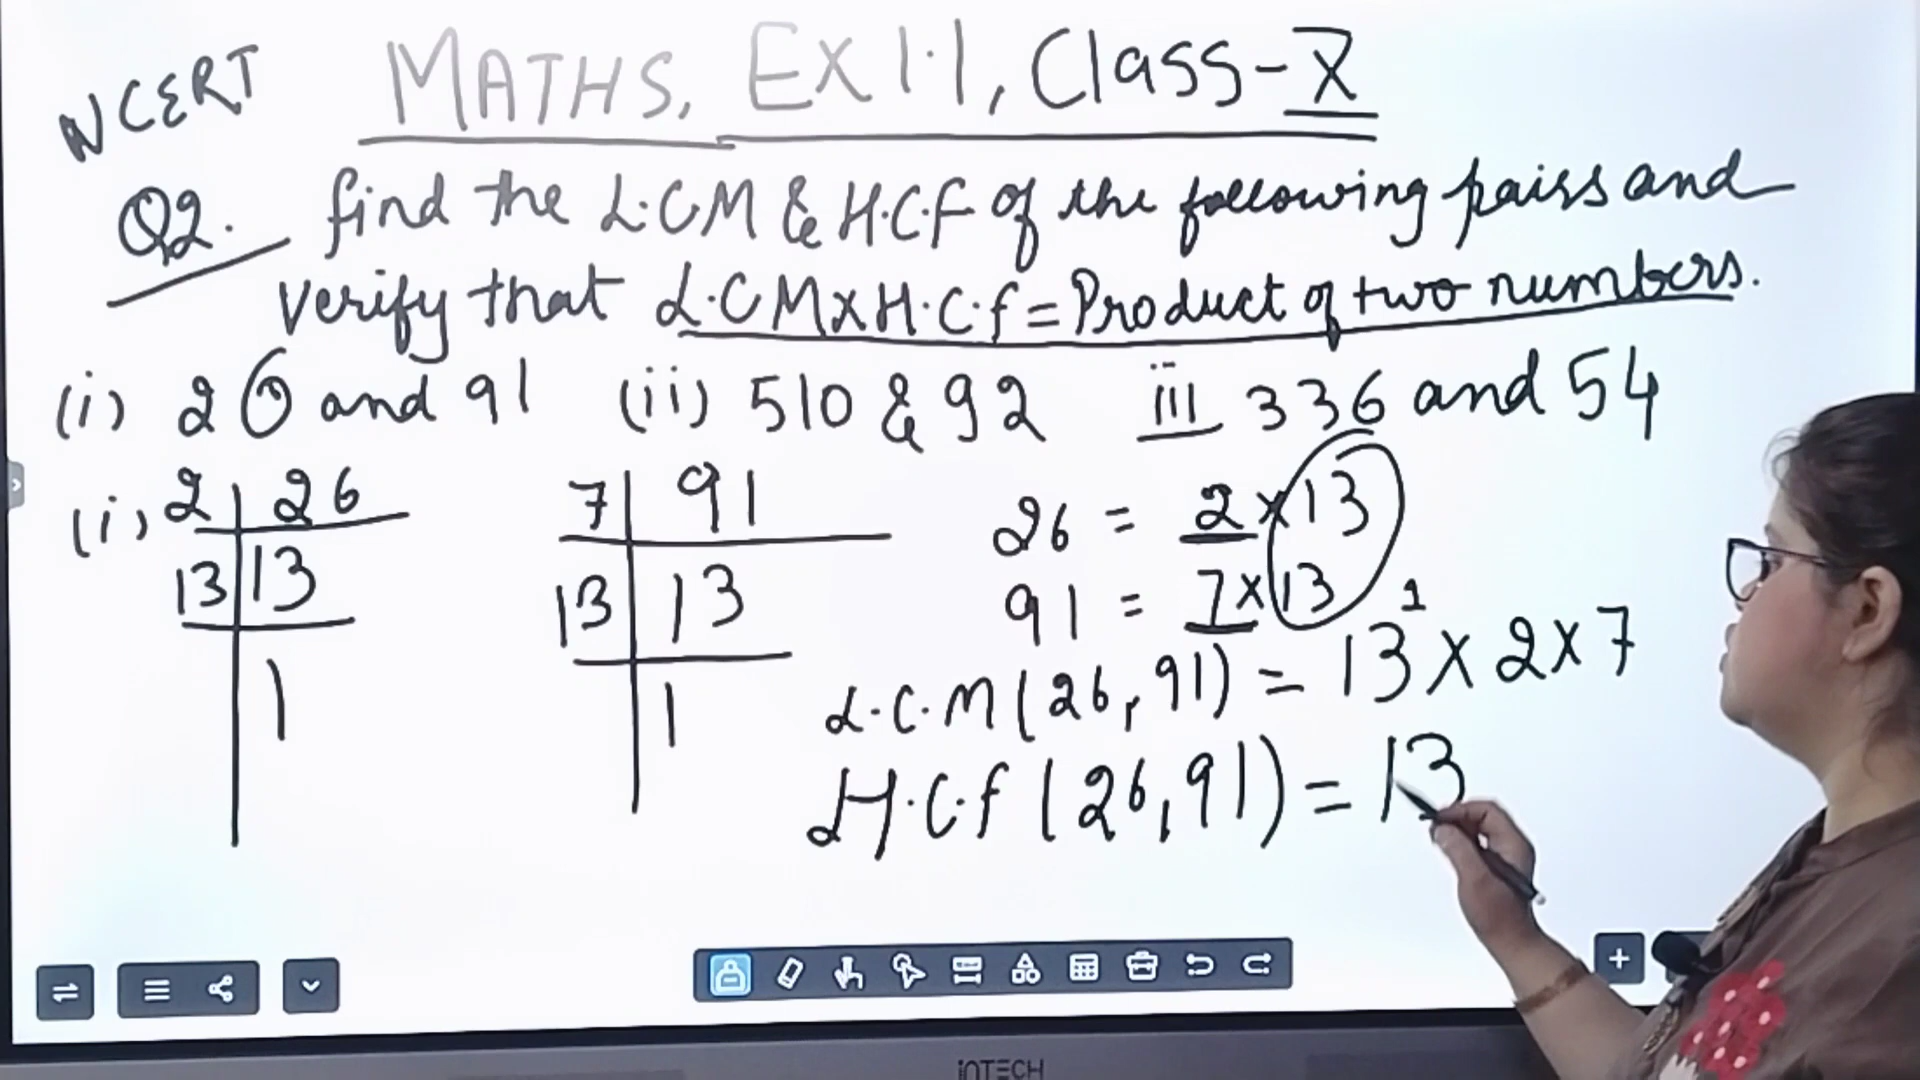 NCERT MATHS, EX 1.1, Class-X
Q2. find the L.C.M & H.C.F of the following pairs and
verify that L.C.M X H.C.f = Product of two numbers.
(i) 26 and 91 (ii) 510 & 92 iii 336 and 54
(i) 2 26 7 91 26 = 2 x 13
13 13 13 13 91 = 7 x 13
1 1 L.C.M (26, 91) = 13¹ x 2 x 7
H.C.f (26, 91) = 13
INTECH